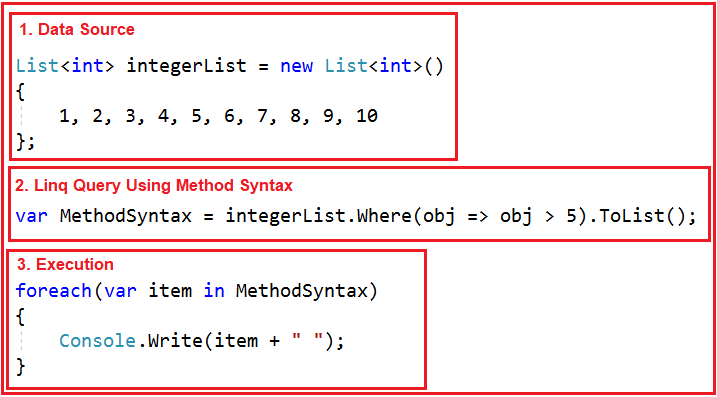 1. Data Source
List<int> integerList = new List<int>()
{
    1, 2, 3, 4, 5, 6, 7, 8, 9, 10
};
2. Linq Query Using Method Syntax
var MethodSyntax = integerList.Where(obj => obj > 5).ToList();
3. Execution
foreach(var item in MethodSyntax)
{
    Console.Write(item + " ");
}